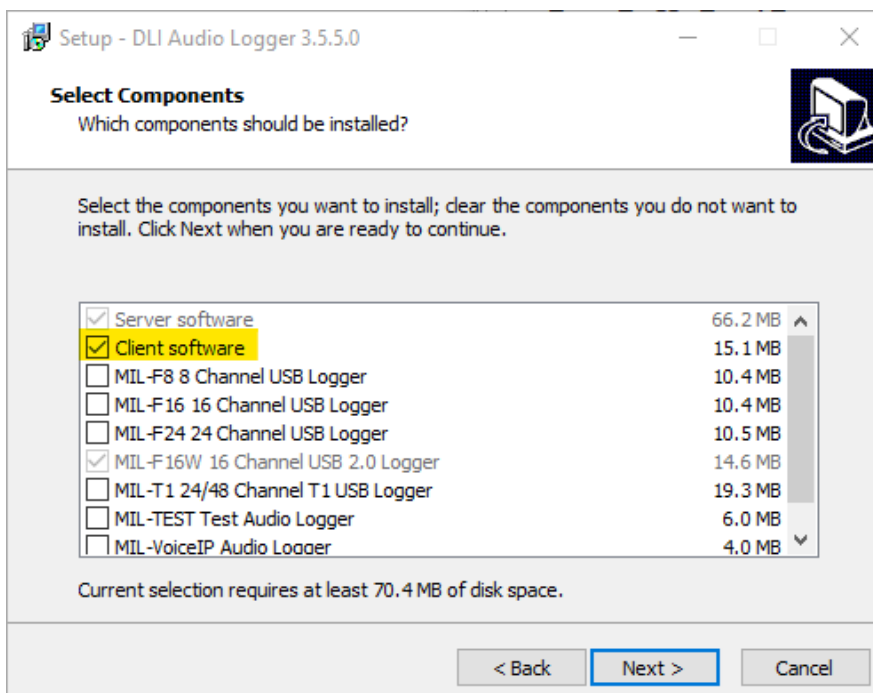 Setup - DLI Audio Logger 3.5.5.0
Select Components
Which components should be installed?
Select the components you want to install; clear the components you do not want to
install. Click Next when you are ready to continue.
Server software 66.2 MB
Client software 15.1 MB
MIL-F8 8 Channel USB Logger 10.4 MB
MIL-F16 16 Channel USB Logger 10.4 MB
MIL-F24 24 Channel USB Logger 10.5 MB
MIL-F16W 16 Channel USB 2.0 Logger 14.6 MB
MIL-T1 24/48 Channel T1 USB Logger 19.3 MB
MIL-TEST Test Audio Logger 6.0 MB
MIL-VoiceIP Audio Logger 4.0 MB
Current selection requires at least 70.4 MB of disk space.
< Back Next > Cancel